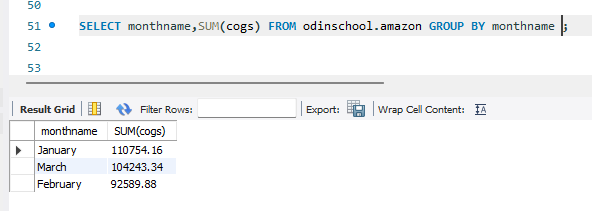 50
51 SELECT monthname,SUM(cogs) FROM odinschool.amazon GROUP BY monthname ;
52
53
Result Grid Filter Rows: Export: Wrap Cell Content: IA
monthname SUM(cogs)
January 110754.16
March 104243.34
February 92589.88